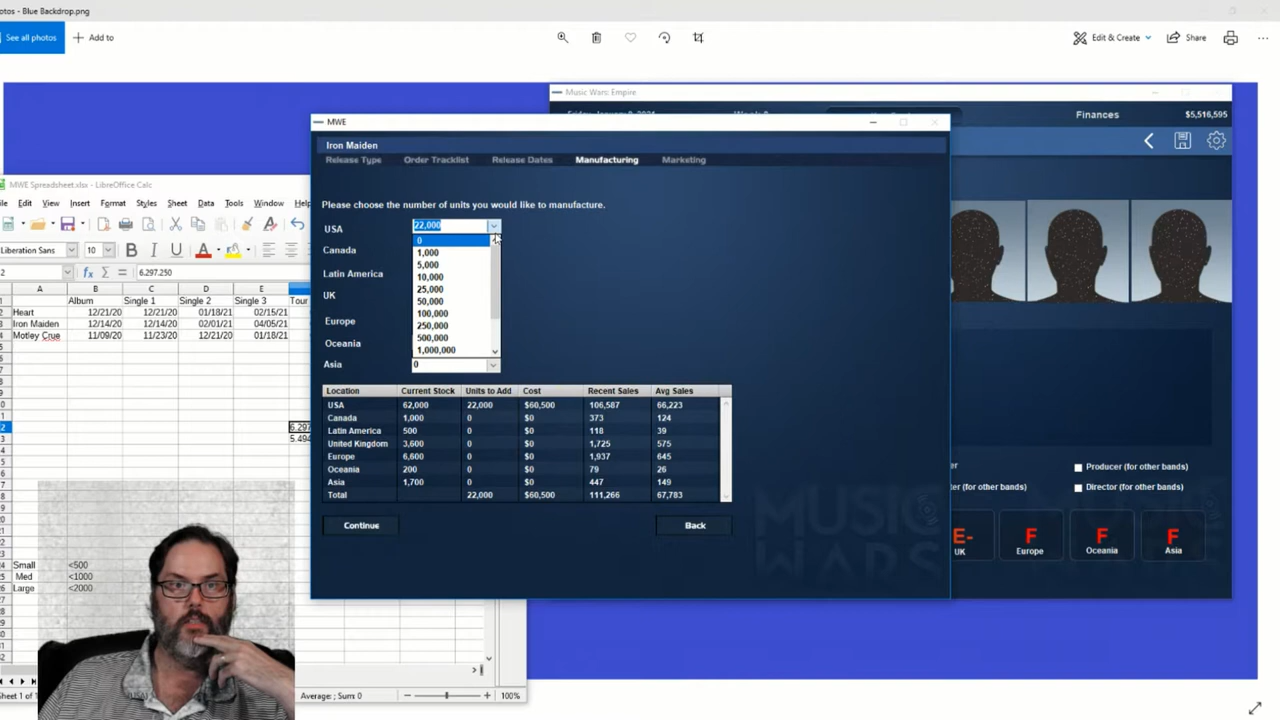 otos - Blue Backdrop.png
See all photos
Add to
Edit & Create
Share
Music Wars: Empire
Finances
$5,516,595
MWE
Iron Maiden
Release Type
Order Tracklist
Release Dates
Manufacturing
Marketing
Please choose the number of units you would like to manufacture.
USA
22,000
0
Canada
1,000
5,000
Latin America
10,000
25,000
UK
50,000
100,000
Europe
250,000
500,000
Oceania
1,000,000
Asia
0
Location Current Stock Units to Add Cost Recent Sales Avg Sales
USA 62,000 22,000 $60,500 106,587 66,223
Canada 1,000 0 $0 373 124
Latin America 500 0 $0 118 39
United Kingdom 3,600 0 $0 1,725 575
Europe 6,600 0 $0 1,937 645
Oceania 200 0 $0 79 26
Asia 1,700 0 $0 447 149
Total 22,000 $60,500 111,266 67,783
Continue
Back
MUSIC
WARS
MWE Spreadsheet.xlsx - LibreOffice Calc
ile Edit View Insert Format Styles Sheet Data Tools Window
Liberation Sans
10
6.297.250
A B C D E
Album Single 1 Single 2 Single 3 Tour
Heart 12/21/20 12/21/20 01/18/21 02/15/21
Iron Maiden 12/14/20 12/14/20 02/01/21 04/05/21
Motley Crue 11/09/20 11/23/20 12/21/20 01/18/21
6.297
5.494
Small <500
Med <1000
Large <2000
Average: ; Sum: 0
100%
Producer (for other bands)
ter (for other bands)
Director (for other bands)
E-
UK
F
Europe
F
Oceania
F
Asia